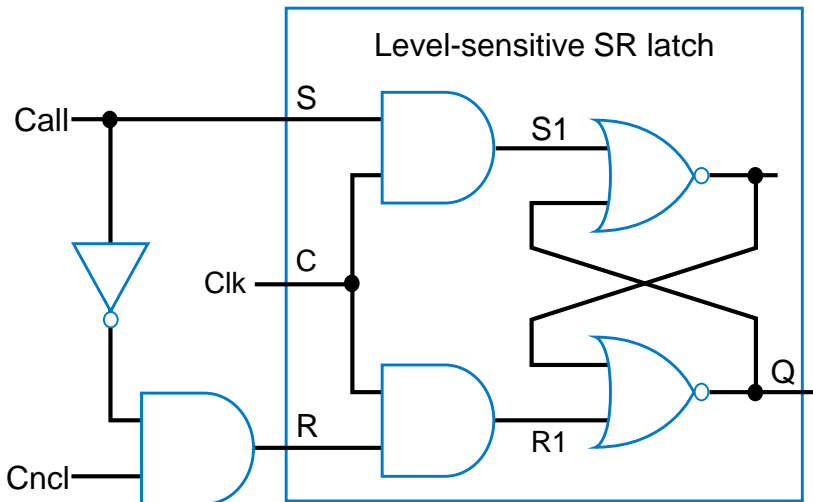 Level-sensitive SR latch
S
Call
S1
C
Clk
Q
R
R1
Cncl